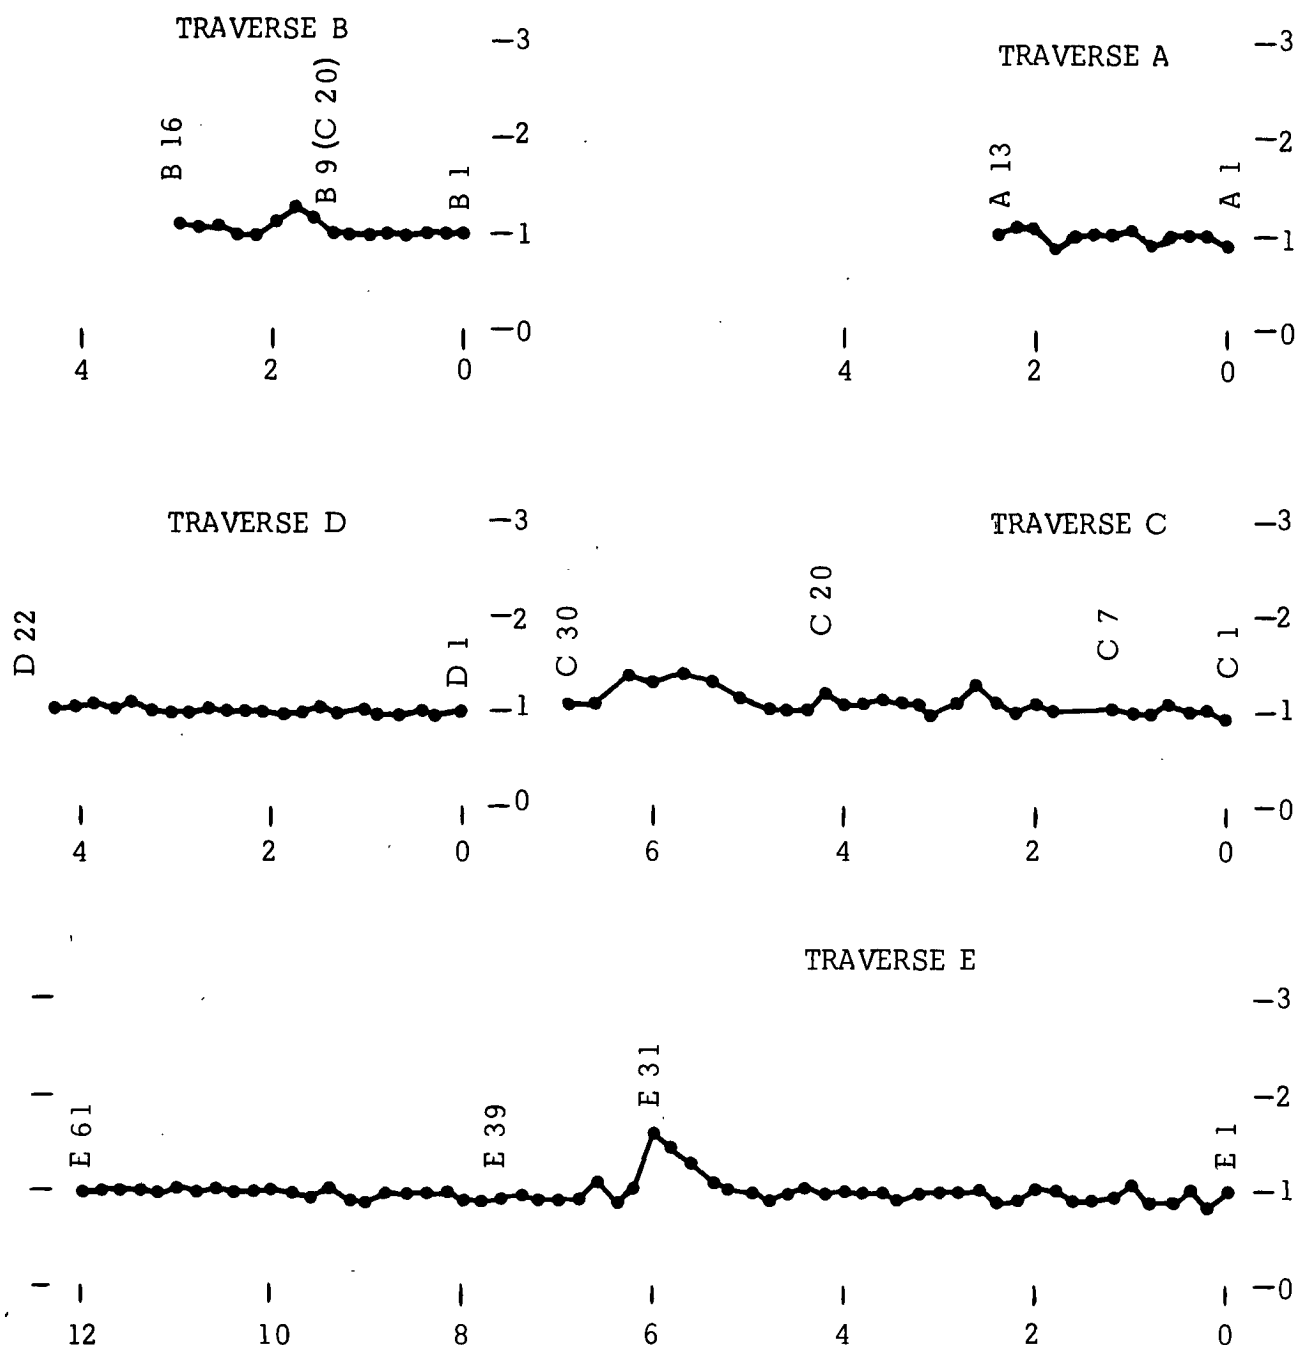 TRAVERSE B
B 16
B 9 (C 20)
B 1
3
2
1
0
4 2 0
TRAVERSE A
A 13
A 1
3
2
1
0
4 2 0
TRAVERSE D
D 22
D 1
3
2
1
0
4 2 0
TRAVERSE C
C 30
C 20
C 7
C 1
3
2
1
0
6 4 2 0
TRAVERSE E
E 61
E 39
E 31
E 1
3
2
1
0
12 10 8 6 4 2 0